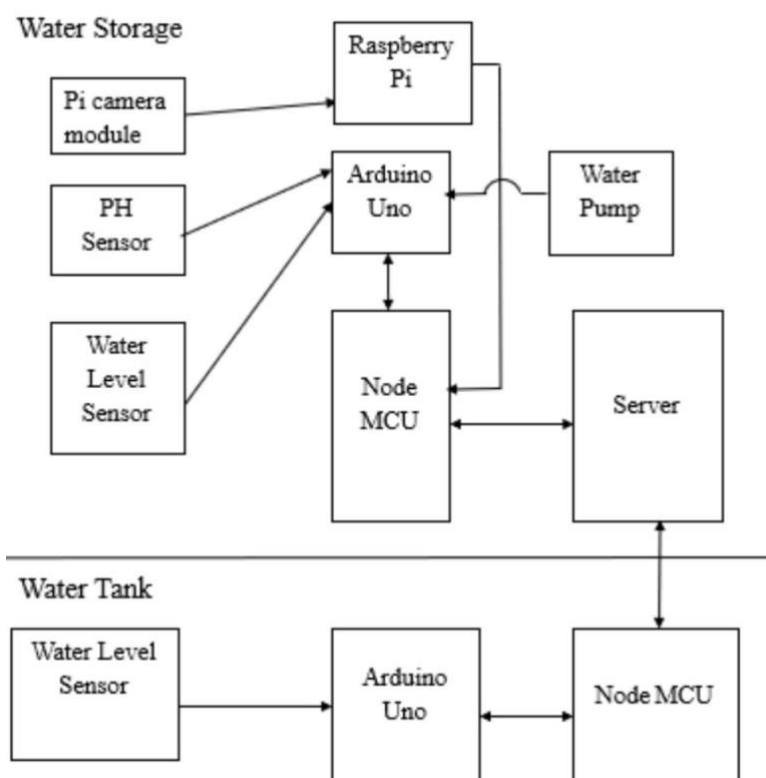 Water Storage
Raspberry
Pi
Pi camera
module
Arduino
Uno
Water
Pump
PH
Sensor
Water
Level
Sensor
Node
MCU
Server
Water Tank
Water Level
Sensor
Arduino
Uno
Node MCU